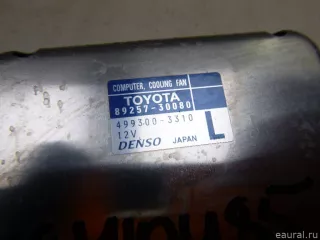 COMPUTER, COOLING FAN
TOYOTA
89257-30080
499300-3310
12V
DENSO JAPAN L
© eaural.ru